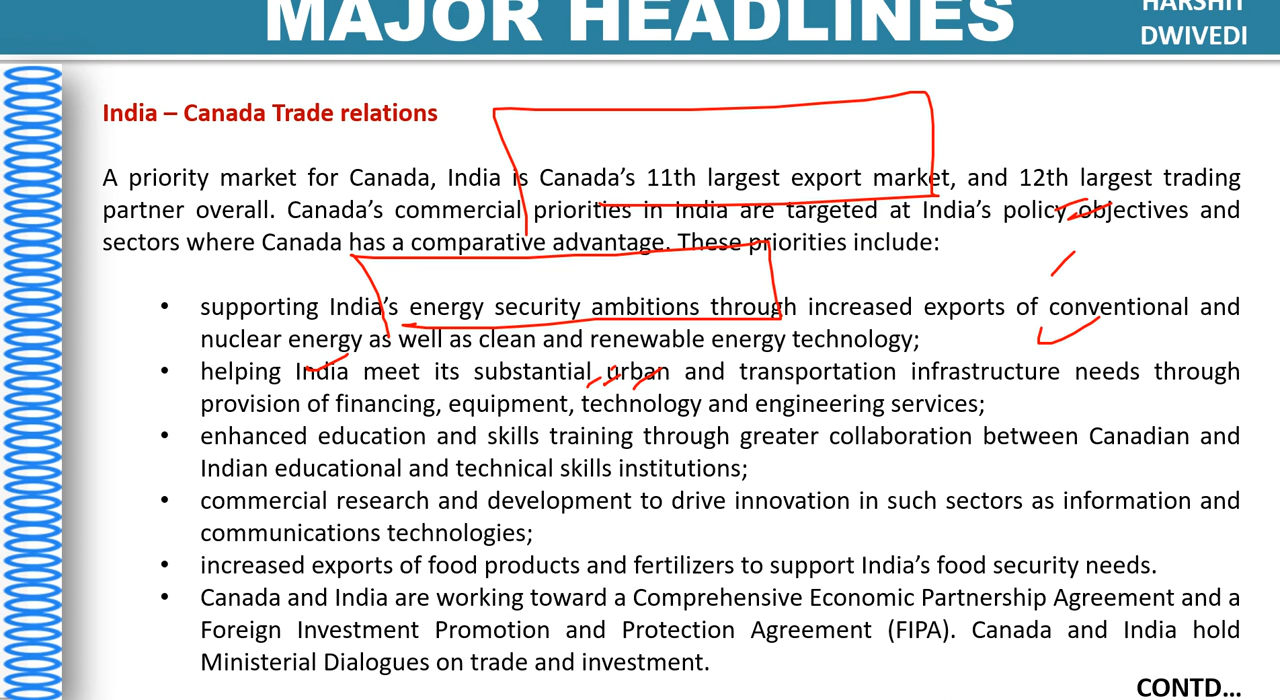 MAJOR HEADLINES
HARSHIT
DWIVEDI
India – Canada Trade relations
A priority market for Canada, India is Canada's 11th largest export market, and 12th largest trading
partner overall. Canada's commercial priorities in India are targeted at India's policy objectives and
sectors where Canada has a comparative advantage. These priorities include:
• supporting India's energy security ambitions through increased exports of conventional and
nuclear energy as well as clean and renewable energy technology;
• helping India meet its substantial urban and transportation infrastructure needs through
provision of financing, equipment, technology and engineering services;
• enhanced education and skills training through greater collaboration between Canadian and
Indian educational and technical skills institutions;
• commercial research and development to drive innovation in such sectors as information and
communications technologies;
• increased exports of food products and fertilizers to support India's food security needs.
• Canada and India are working toward a Comprehensive Economic Partnership Agreement and a
Foreign Investment Promotion and Protection Agreement (FIPA). Canada and India hold
Ministerial Dialogues on trade and investment.
CONTD...